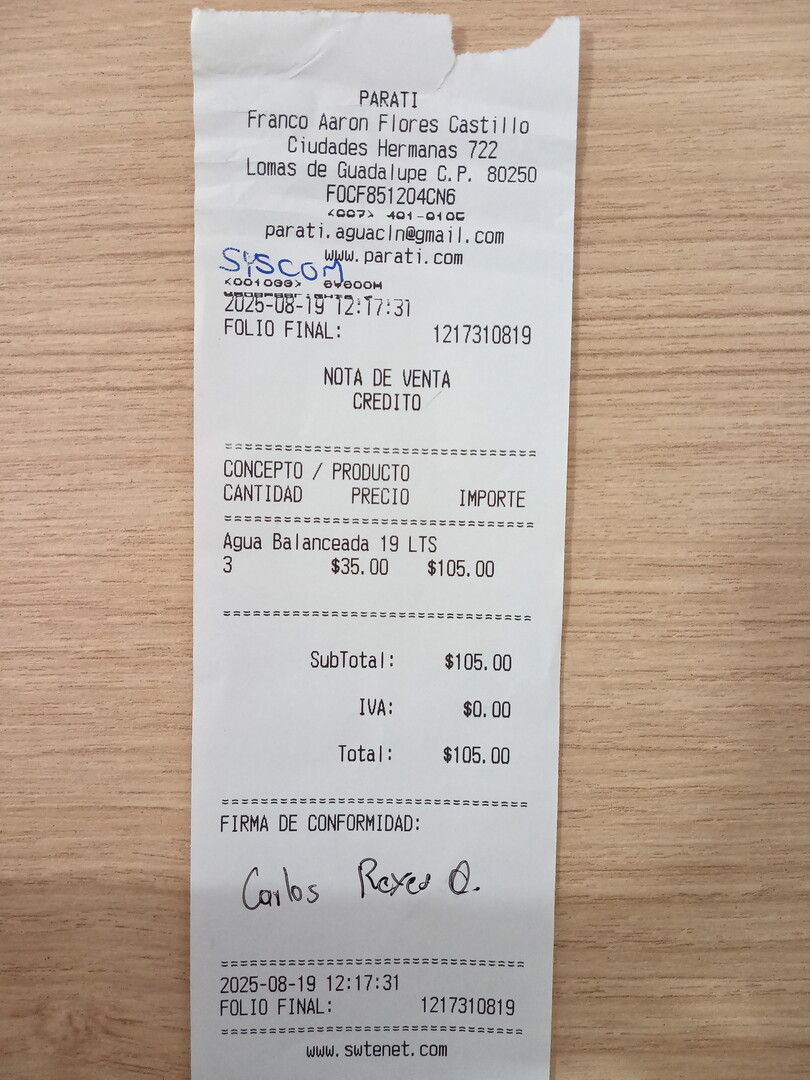 PARATI
Franco Aaron Flores Castillo
Ciudades Hermanas 722
Lomas de Guadalupe C.P. 80250
FOCF851204CN6
parati.aguacln@gmail.com
www.parati.com
SYSCOM
2025-08-19 12:17:31
FOLIO FINAL: 1217310819
NOTA DE VENTA
CREDITO
CONCEPTO / PRODUCTO
CANTIDAD PRECIO IMPORTE
Agua Balanceada 19 LTS
3 $35.00 $105.00
SubTotal: $105.00
IVA: $0.00
Total: $105.00
FIRMA DE CONFORMIDAD:
Carlos Reyes Q.
2025-08-19 12:17:31
FOLIO FINAL: 1217310819
www.swtenet.com